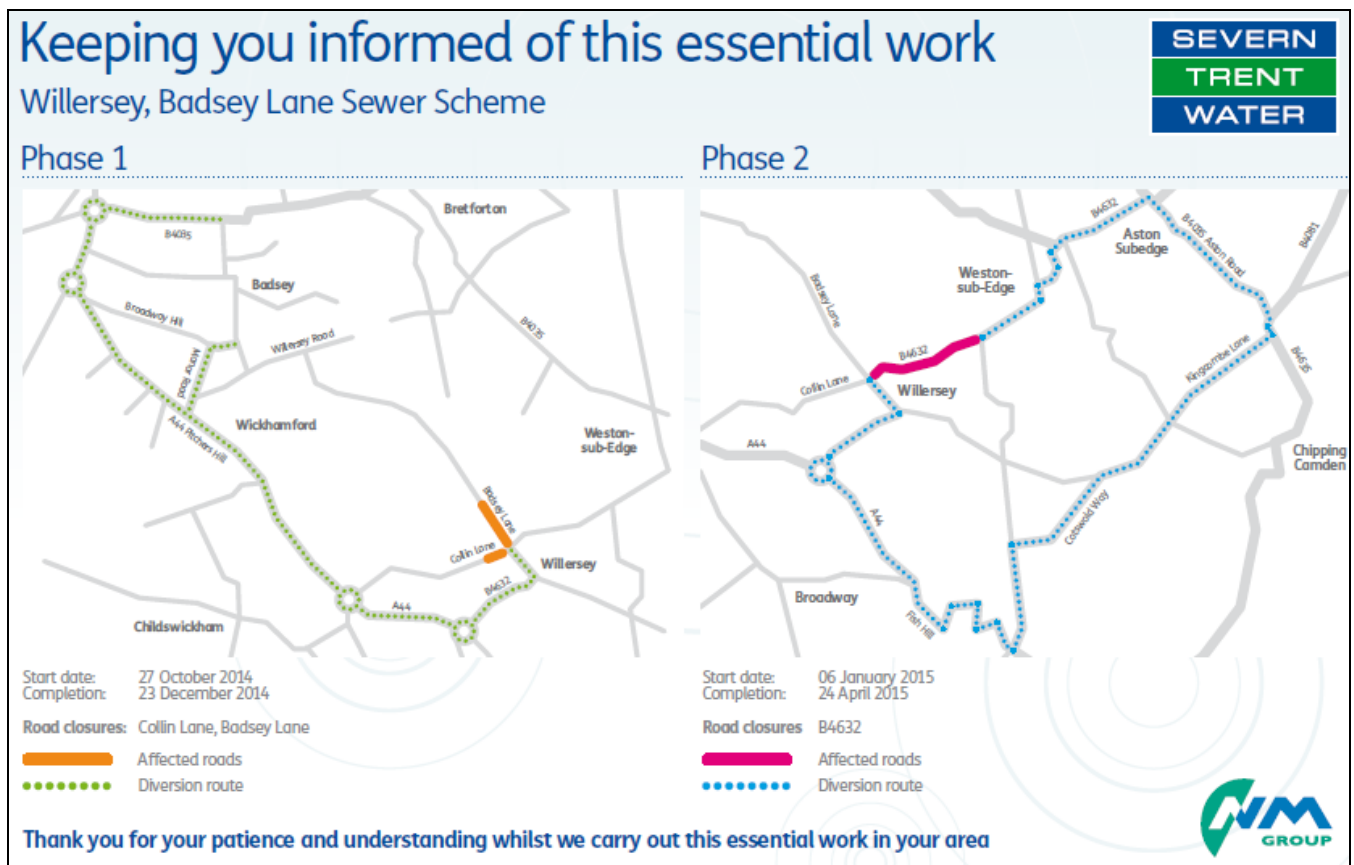 Keeping you informed of this essential work
Willersey, Badsey Lane Sewer Scheme
SEVERN
TRENT
WATER
Phase 1
B4035
Bretforton
Badsey
Broadway Hill
Manor Road
Willersey Road
B4035
Wickhamford
A44 Pitchers Hill
Weston-
sub-Edge
Badsey Lane
Collin Lane
Willersey
B4632
A44
Childswickham
Start date: 27 October 2014
Completion: 23 December 2014
Road closures: Collin Lane, Badsey Lane
Affected roads
Diversion route
Phase 2
B4632
Aston
Subedge
B4035 Aston Road
B4081
Weston-
sub-Edge
Badsey Lane
B4632
Collin Lane
Willersey
Kingcombe Lane
B4635
A44
Chipping
Camden
A44
Cotswold Way
Broadway
Fish Hill
Start date: 06 January 2015
Completion: 24 April 2015
Road closures B4632
Affected roads
Diversion route
Thank you for your patience and understanding whilst we carry out this essential work in your area
NM
GROUP